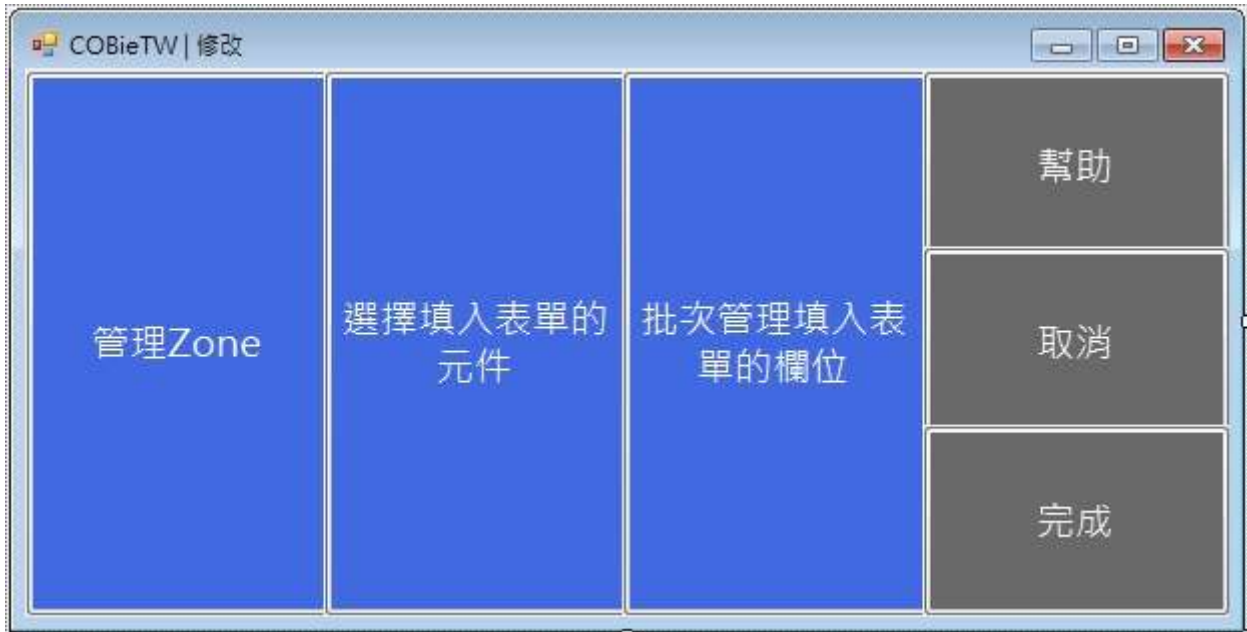 COBieTW | 修改
管理Zone
選擇填入表單的
元件
批次管理填入表
單的欄位
幫助
取消
完成